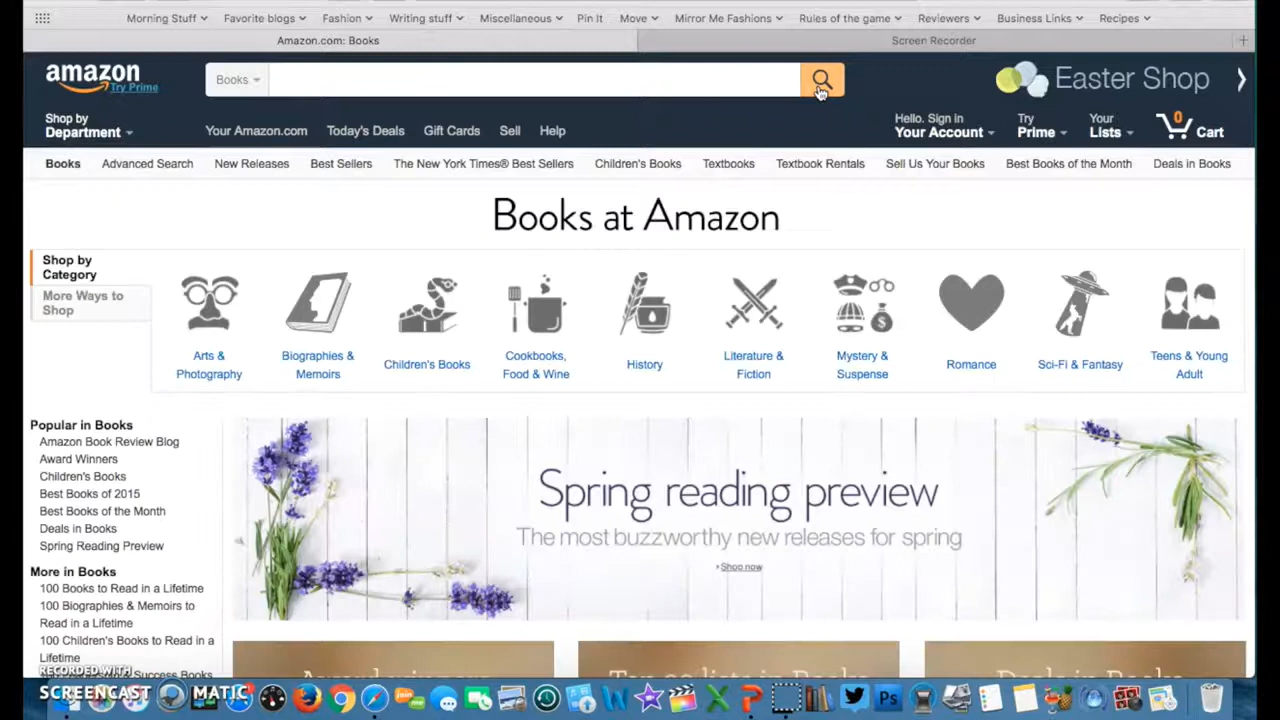 Morning Stuff Favorite blogs Fashion Writing stuff Miscellaneous Pin It Move Mirror Me Fashions Rules of the game Reviewers Business Links Recipes
Amazon.com: Books Screen Recorder +
amazon Books Easter Shop
Try Prime
Shop by Department Your Amazon.com Today's Deals Gift Cards Sell Help Hello. Sign in Your Account Try Prime Your Lists 0 Cart
Books Advanced Search New Releases Best Sellers The New York Times® Best Sellers Children's Books Textbooks Textbook Rentals Sell Us Your Books Best Books of the Month Deals in Books
Books at Amazon
Shop by
Category
More Ways to
Shop
Arts &
Photography
Biographies &
Memoirs
Children's Books
Cookbooks,
Food & Wine
History
Literature &
Fiction
Mystery &
Suspense
Romance
Sci-Fi & Fantasy
Teens & Young
Adult
Popular in Books
Amazon Book Review Blog
Award Winners
Children's Books
Best Books of 2015
Best Books of the Month
Deals in Books
Spring Reading Preview
More in Books
100 Books to Read in a Lifetime
100 Biographies & Memoirs to
Read in a Lifetime
100 Children's Books to Read in a
Lifetime
Spring reading preview
The most buzzworthy new releases for spring
Shop now
RECORDED WITH
SCREENCAST MATIC